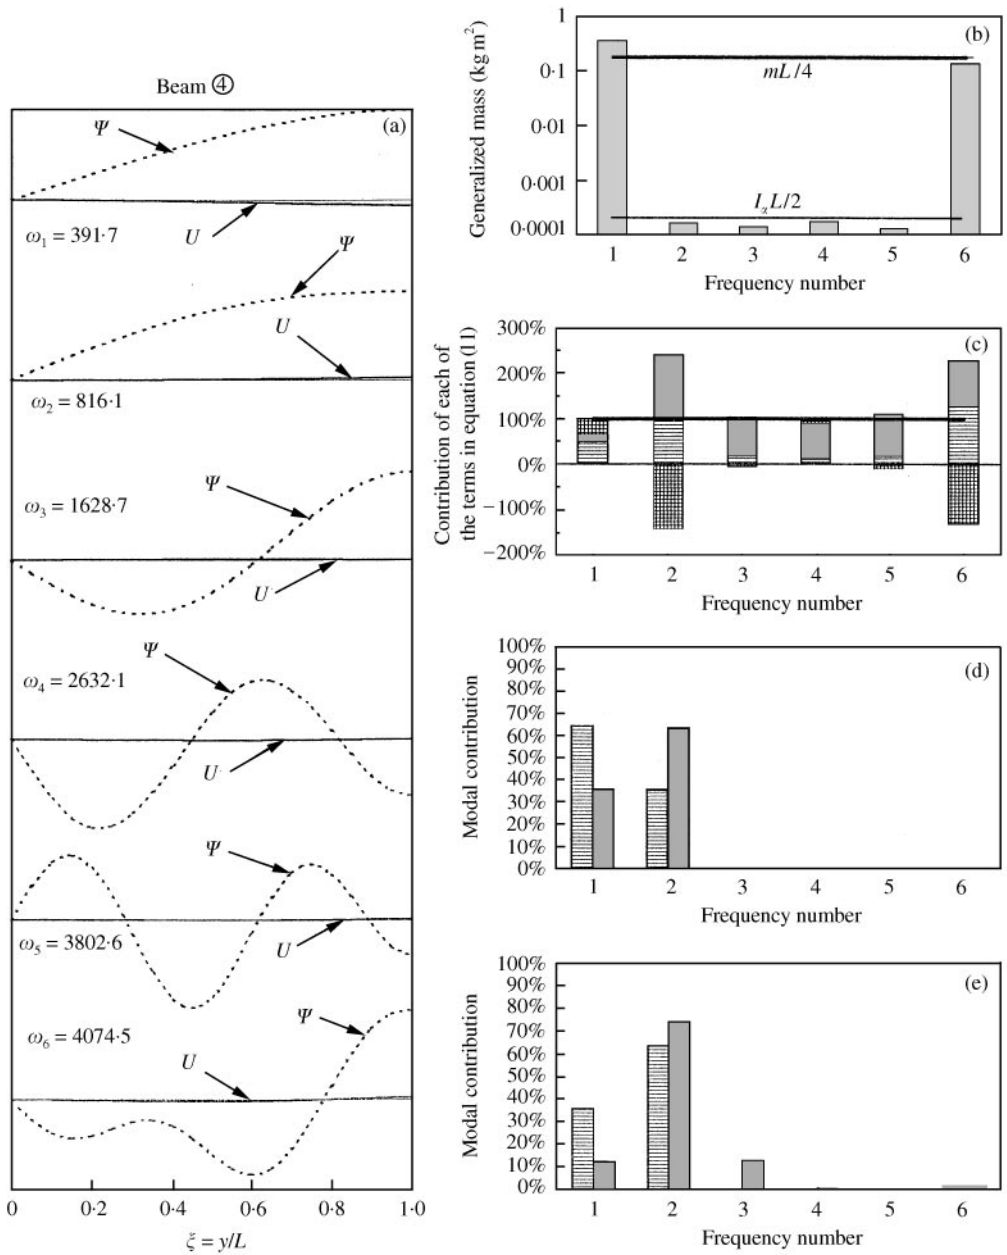 Beam ④
(a)
Ψ
U
ω₁ = 391·7
Ψ
U
ω₂ = 816·1
Ψ
ω₃ = 1628·7
U
Ψ
ω₄ = 2632·1
U
Ψ
U
ω₅ = 3802·6
Ψ
ω₆ = 4074·5
U
0 0·2 0·4 0·6 0·8 1·0
ξ = y/L
(b)
Generalized mass (kg m²)
1
0·1
0·01
0·001
0·0001
mL/4
I_α L/2
1 2 3 4 5 6
Frequency number
(c)
Contribution of each of
the terms in equation (11)
300%
200%
100%
0%
−100%
−200%
1 2 3 4 5 6
Frequency number
(d)
Modal contribution
100%
90%
80%
70%
60%
50%
40%
30%
20%
10%
0%
1 2 3 4 5 6
Frequency number
(e)
Modal contribution
100%
90%
80%
70%
60%
50%
40%
30%
20%
10%
0%
1 2 3 4 5 6
Frequency number